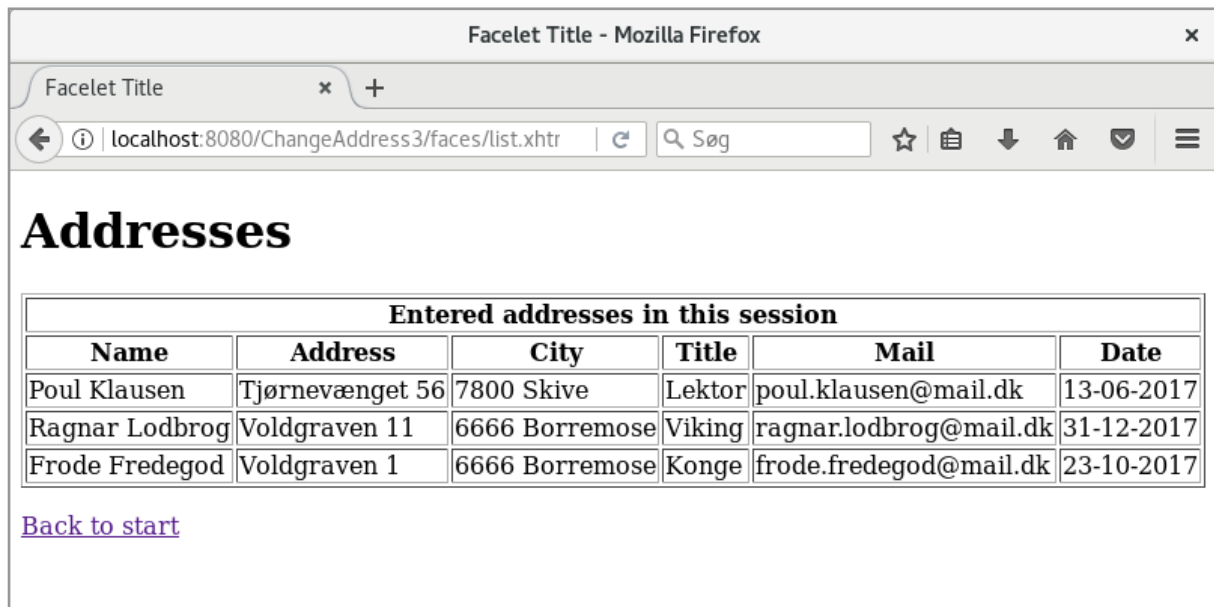 Facelet Title - Mozilla Firefox
Facelet Title
localhost:8080/ChangeAddress3/faces/list.xhtr
Søg
Addresses
Entered addresses in this session
Name Address City Title Mail Date
Poul Klausen Tjørnevænget 56 7800 Skive Lektor poul.klausen@mail.dk 13-06-2017
Ragnar Lodbrog Voldgraven 11 6666 Borremose Viking ragnar.lodbrog@mail.dk 31-12-2017
Frode Fredegod Voldgraven 1 6666 Borremose Konge frode.fredegod@mail.dk 23-10-2017
Back to start